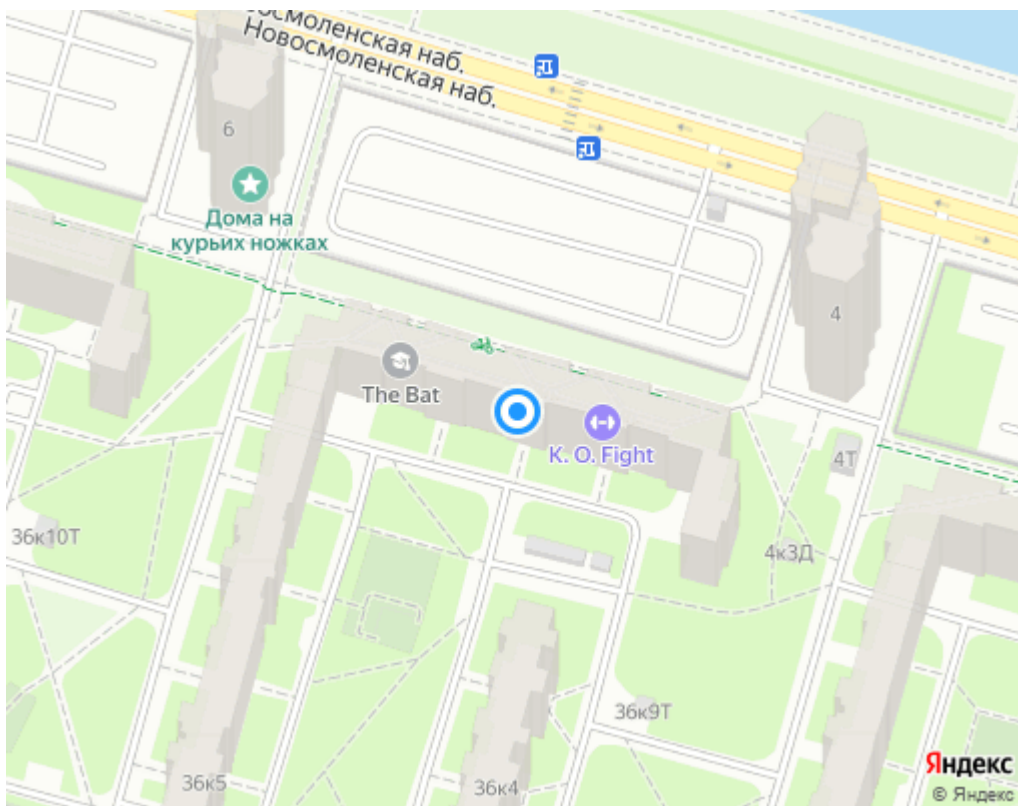 осмоленская наб.
Новосмоленская наб.
6
Дома на
курьих ножках
4
The Bat
K. O. Fight
4Т
36к10Т
4к3Д
36к9Т
36к5
36к4
Яндекс
© Яндекс